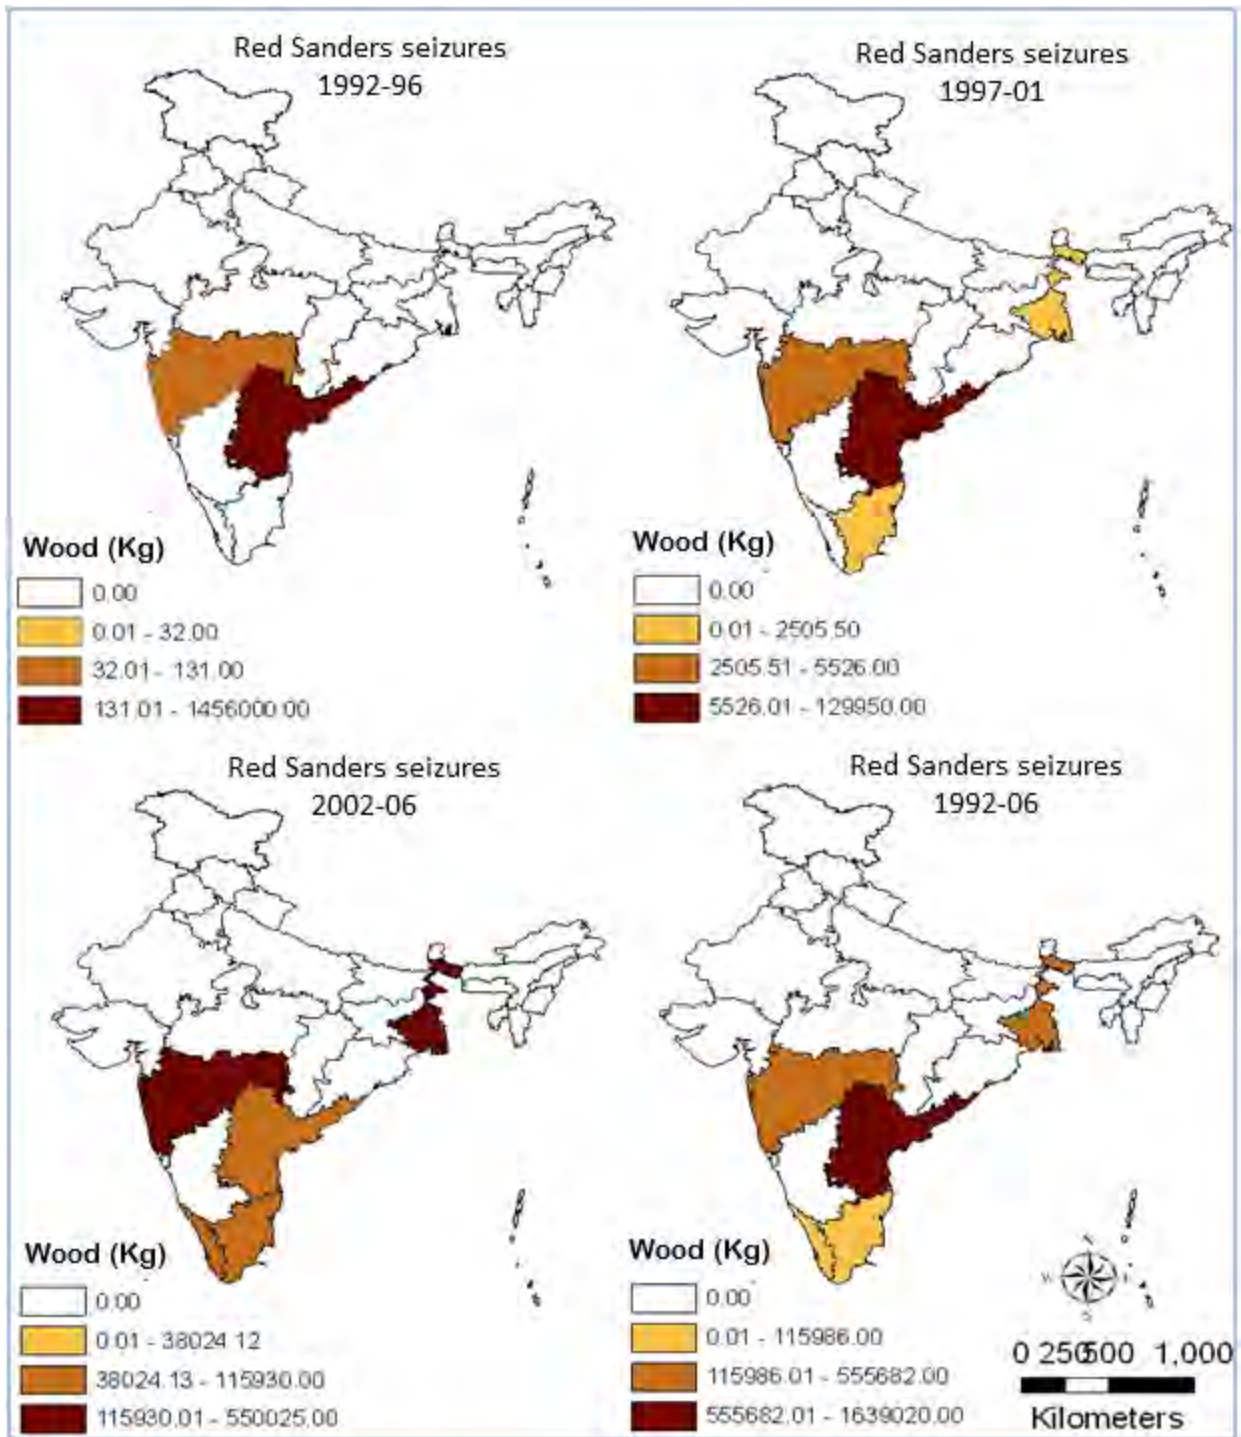 Red Sanders seizures
1992-96
Red Sanders seizures
1997-01
Wood (Kg)
0.00
0.01 - 32.00
32.01 - 131.00
131.01 - 1456000.00
Wood (Kg)
0.00
0.01 - 2505.50
2505.51 - 5526.00
5526.01 - 129950.00
Red Sanders seizures
2002-06
Red Sanders seizures
1992-06
Wood (Kg)
0.00
0.01 - 38024.12
38024.13 - 115930.00
115930.01 - 550025.00
Wood (Kg)
0.00
0.01 - 115986.00
115986.01 - 555682.00
555682.01 - 1639020.00
0 250 500 1,000
Kilometers